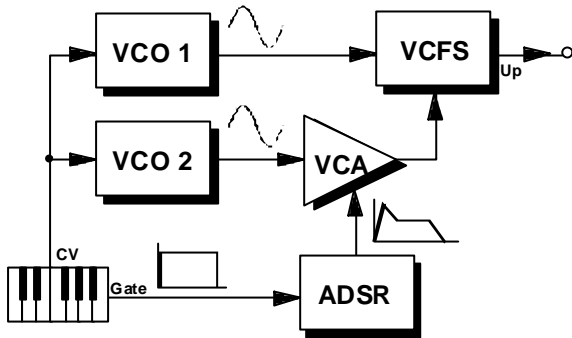 VCO 1
VCFS
Up
VCO 2
VCA
CV
Gate
ADSR